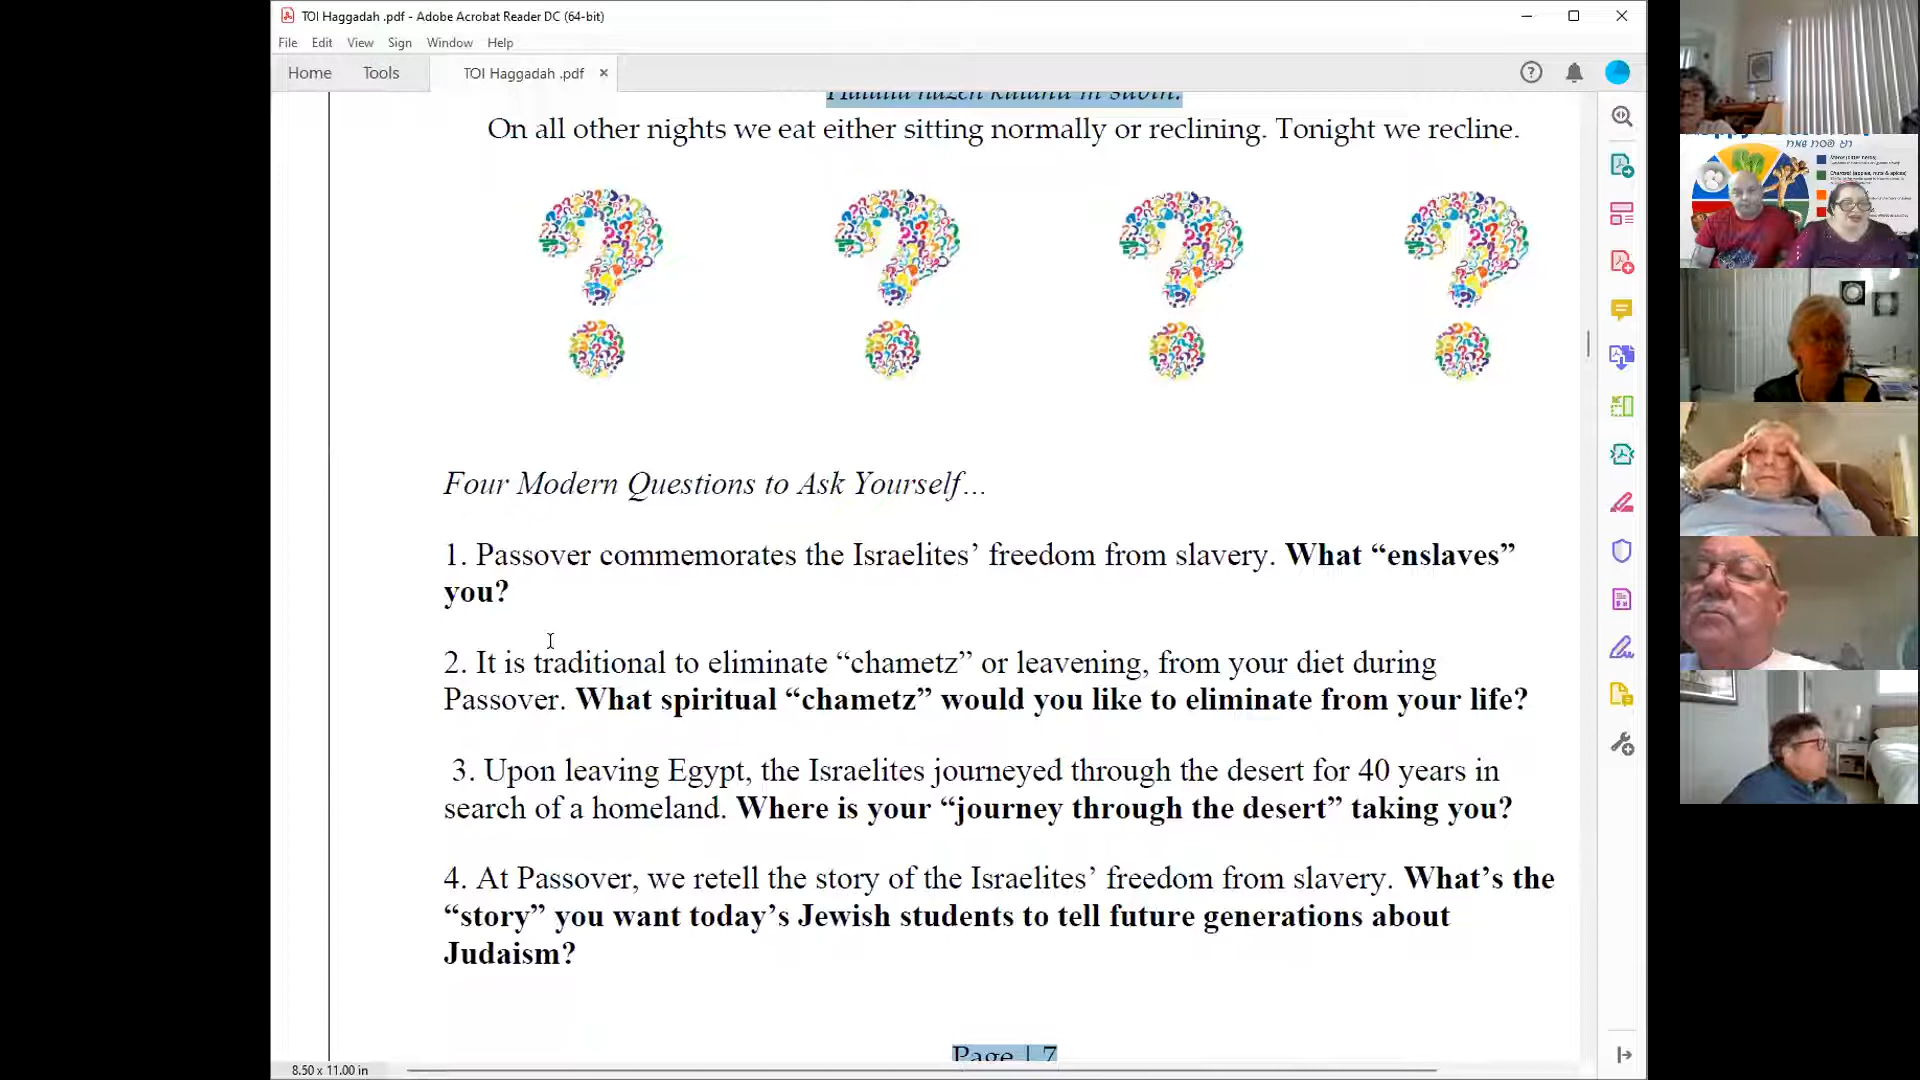 TOI Haggadah .pdf - Adobe Acrobat Reader DC (64-bit)
File Edit View Sign Window Help
Home Tools TOI Haggadah .pdf ×
Halaila hazeh kulanu m'subin.
On all other nights we eat either sitting normally or reclining. Tonight we recline.
Four Modern Questions to Ask Yourself…
1. Passover commemorates the Israelites’ freedom from slavery. What “enslaves”
you?
2. It is traditional to eliminate “chametz” or leavening, from your diet during
Passover. What spiritual “chametz” would you like to eliminate from your life?
3. Upon leaving Egypt, the Israelites journeyed through the desert for 40 years in
search of a homeland. Where is your “journey through the desert” taking you?
4. At Passover, we retell the story of the Israelites’ freedom from slavery. What’s the
“story” you want today’s Jewish students to tell future generations about
Judaism?
Page | 7
8.50 x 11.00 in